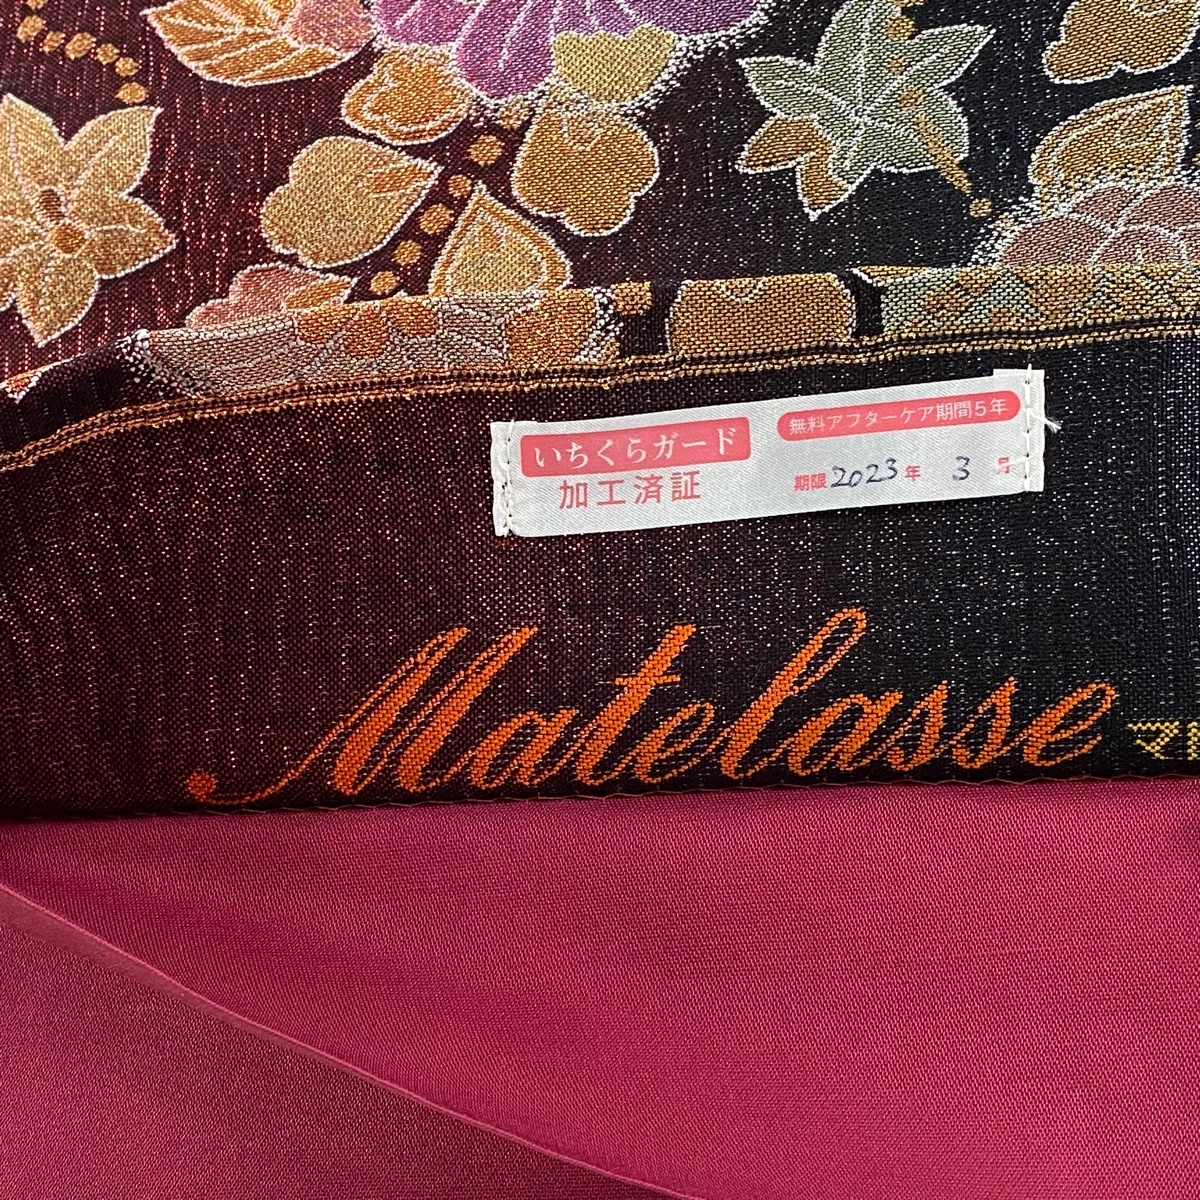 いちくらガード
加工済証
無料アフターケア期間5年
期限2023年 3月
Matelasse
マ